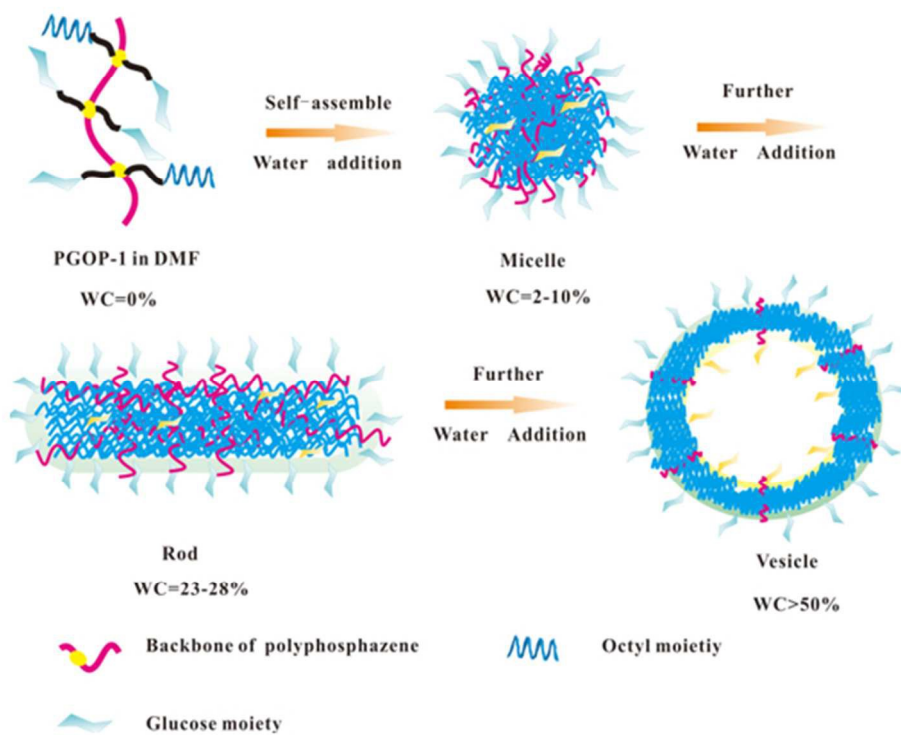 Self-assemble
Water addition
Further
Water Addition
PGOP-1 in DMF
WC=0%
Micelle
WC=2-10%
Further
Water Addition
Rod
WC=23-28%
Vesicle
WC>50%
Backbone of polyphosphazene
Octyl moietiy
Glucose moiety